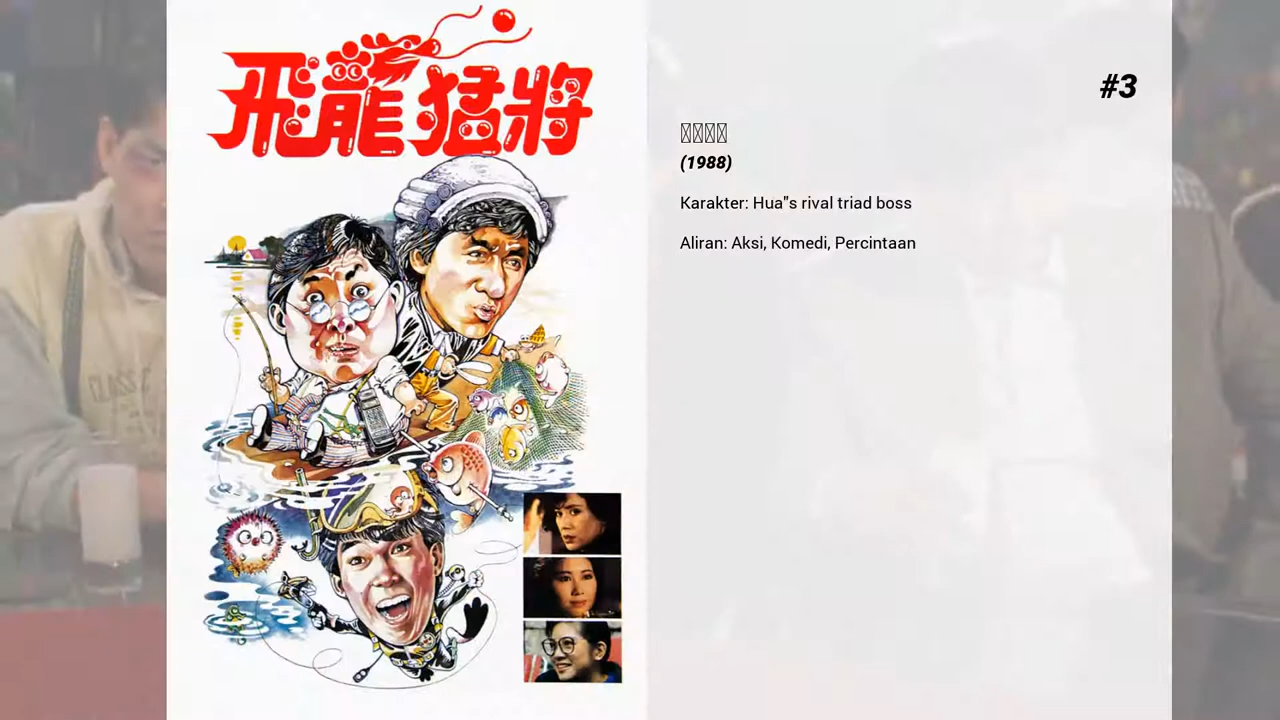 飛龍猛將
#3
(1988)
Karakter: Hua"s rival triad boss
Aliran: Aksi, Komedi, Percintaan